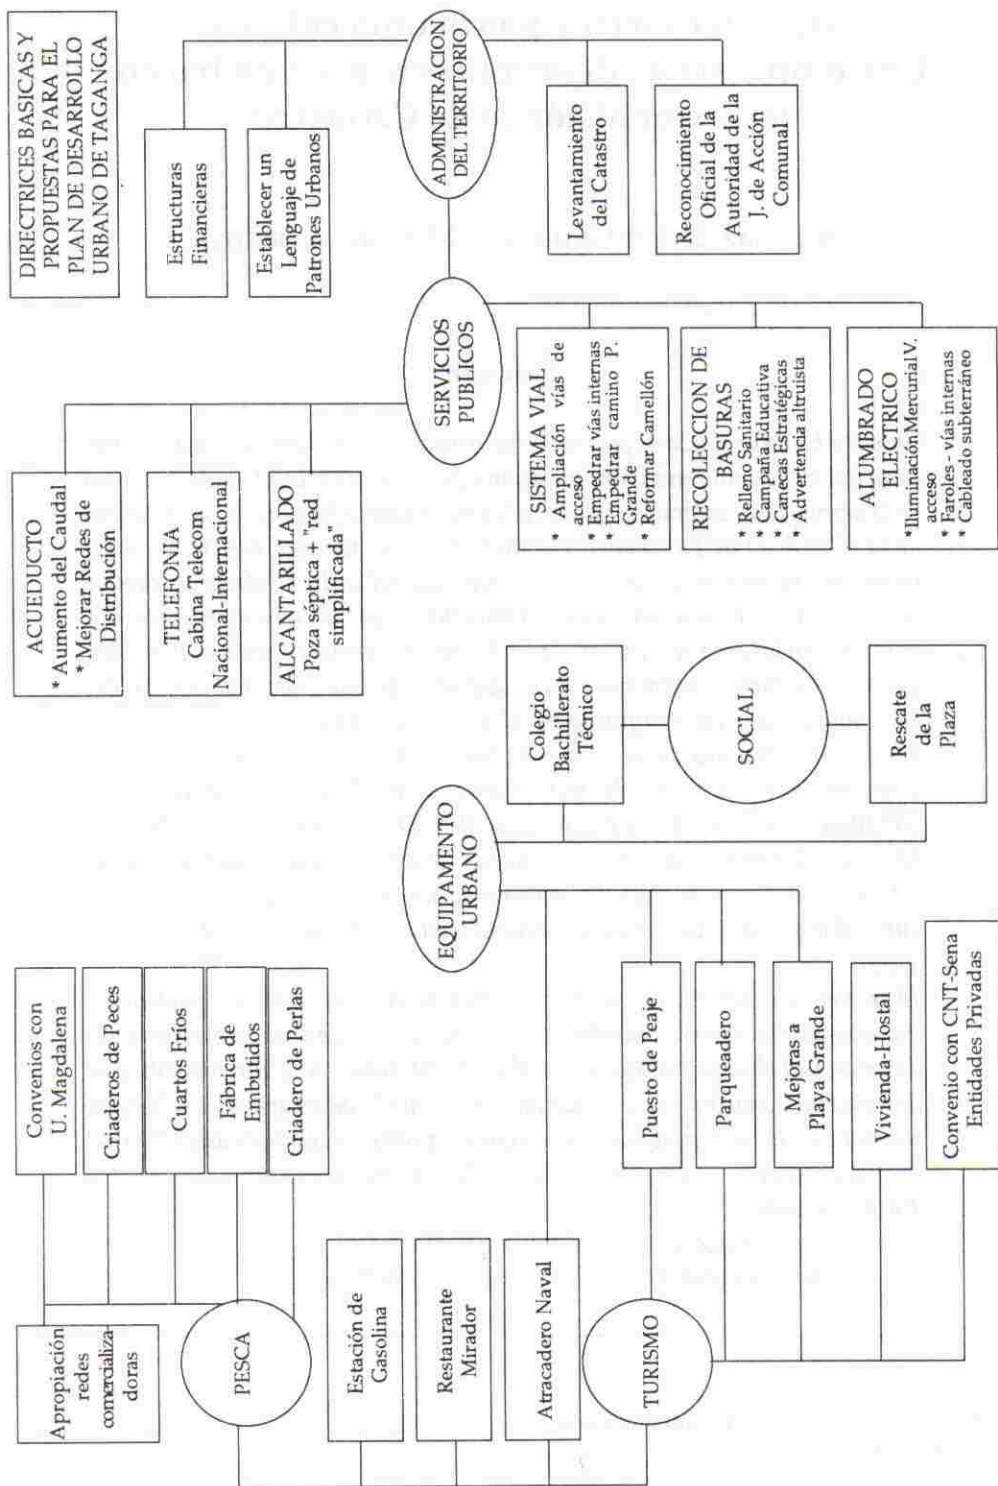 DIRECTRICES BASICAS Y
PROPUESTAS PARA EL
PLAN DE DESARROLLO
URBANO DE TAGANGA
Apropiación
redes
comercializa
doras
Convenios con
U. Magdalena
Criaderos de Peces
Cuartos Fríos
Fábrica de
Embutidos
Criadero de Perlas
PESCA
Estación de
Gasolina
Restaurante
Mirador
Atracadero Naval
TURISMO
Puesto de Peaje
Parqueadero
Mejoras a
Playa Grande
Vivienda-Hostal
Convenio con CNT-Sena
Entidades Privadas
EQUIPAMENTO
URBANO
Colegio
Bachillerato
Técnico
SOCIAL
Rescate
de la
Plaza
ACUEDUCTO
* Aumento del Caudal
* Mejorar Redes de
Distribución
TELEFONIA
Cabina Telecom
Nacional-Internacional
ALCANTARILLADO
Poza séptica + "red
simplificada"
SERVICIOS
PUBLICOS
SISTEMA VIAL
* Ampliación vías de
acceso
* Empedrar vías internas
* Empedrar camino P.
Grande
* Reformar Camellón
RECOLECCION DE
BASURAS
* Relleno Sanitario
* Campaña Educativa
* Canecas Estratégicas
* Advertencia altruista
ALUMBRADO
ELECTRICO
* Iluminación Mercurial V.
acceso
* Faroles - vías internas
* Cableado subterráneo
Estructuras
Financieras
Establecer un
Lenguaje de
Patrones Urbanos
ADMINISTRACION
DEL TERRITORIO
Levantamiento
del Catastro
Reconocimiento
Oficial de la
Autoridad de la
J. de Acción
Comunal